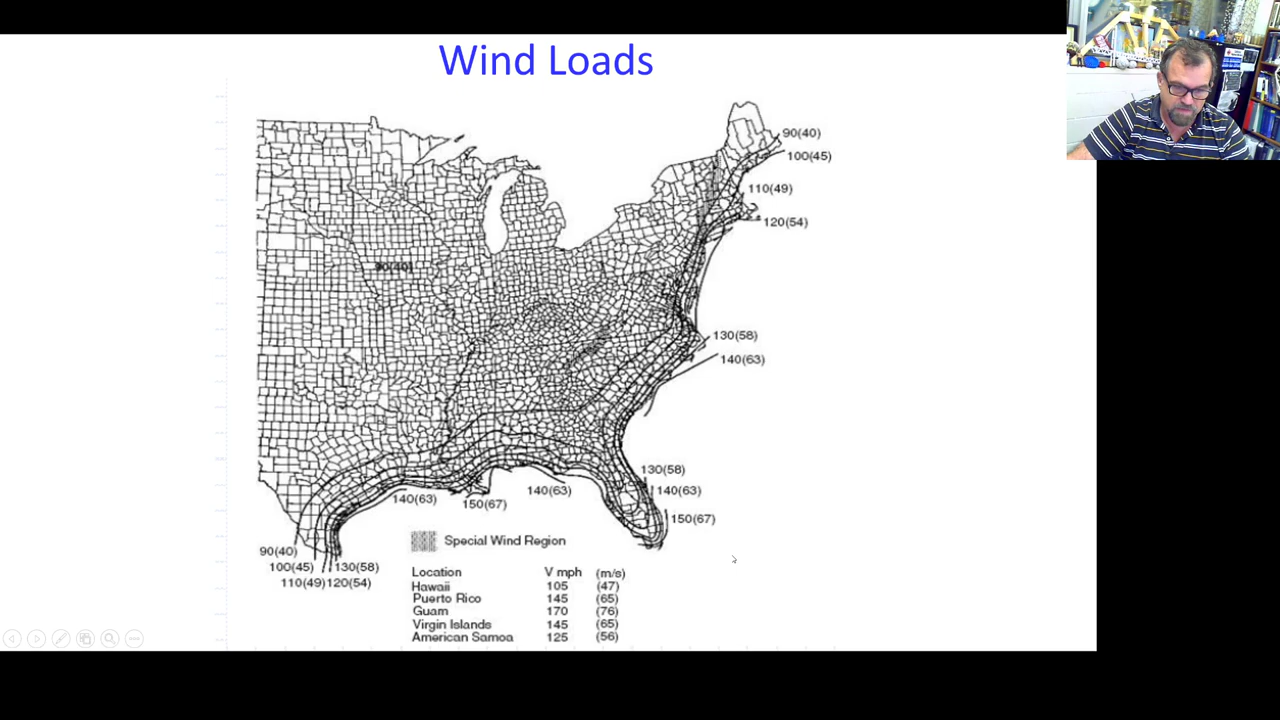 Wind Loads
90(40)
100(45)
110(49)
120(54)
90(40)
130(58)
140(63)
130(58)
140(63)
150(67)
140(63)
150(67)
140(63)
90(40)
100(45)
130(58)
110(49)
120(54)
Special Wind Region
Location V mph (m/s)
Hawaii 105 (47)
Puerto Rico 145 (65)
Guam 170 (76)
Virgin Islands 145 (65)
American Samoa 125 (56)